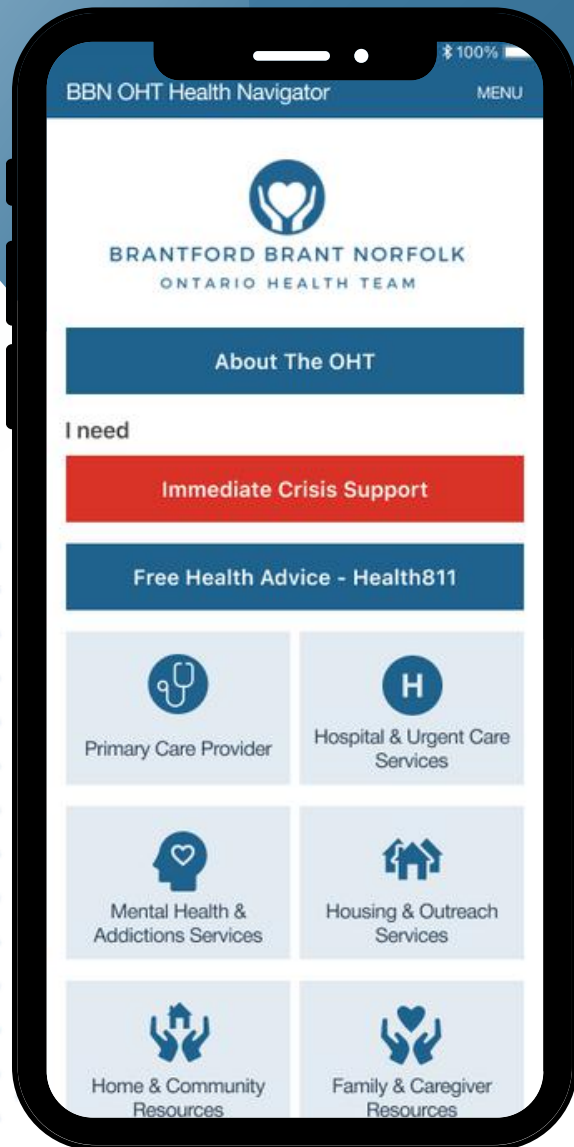 100%
BBN OHT Health Navigator MENU
BRANTFORD BRANT NORFOLK
ONTARIO HEALTH TEAM
About The OHT
I need
Immediate Crisis Support
Free Health Advice - Health811
H
Primary Care Provider
Hospital & Urgent Care
Services
Mental Health &
Addictions Services
Housing & Outreach
Services
Home & Community
Resources
Family & Caregiver
Resources